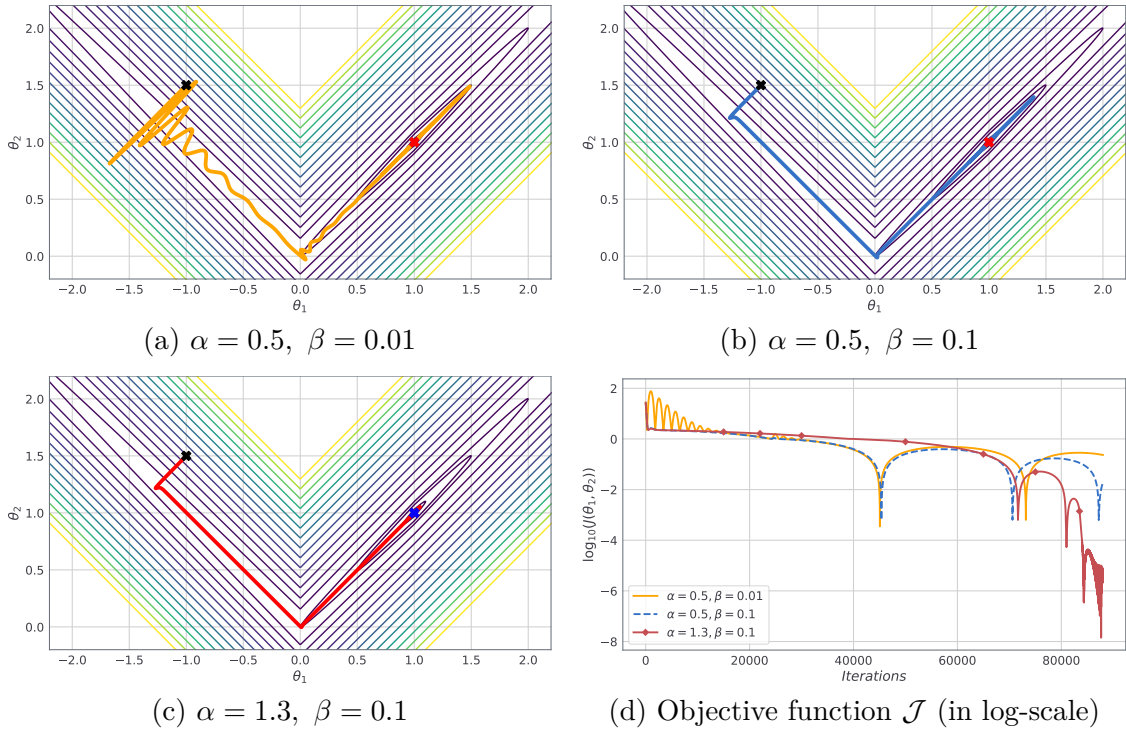 2.0
1.5
1.0
0.5
0.0
θ₂
−2.0 −1.5 −1.0 −0.5 0.0 0.5 1.0 1.5 2.0
θ₁
(a) α = 0.5, β = 0.01
2.0
1.5
1.0
0.5
0.0
θ₂
−2.0 −1.5 −1.0 −0.5 0.0 0.5 1.0 1.5 2.0
θ₁
(b) α = 0.5, β = 0.1
2.0
1.5
1.0
0.5
0.0
θ₂
−2.0 −1.5 −1.0 −0.5 0.0 0.5 1.0 1.5 2.0
θ₁
(c) α = 1.3, β = 0.1
2
0
−2
−4
−6
−8
log₁₀(J(θ₁, θ₂))
α = 0.5, β = 0.01
α = 0.5, β = 0.1
α = 1.3, β = 0.1
0 20000 40000 60000 80000
Iterations
(d) Objective function 𝒥 (in log-scale)